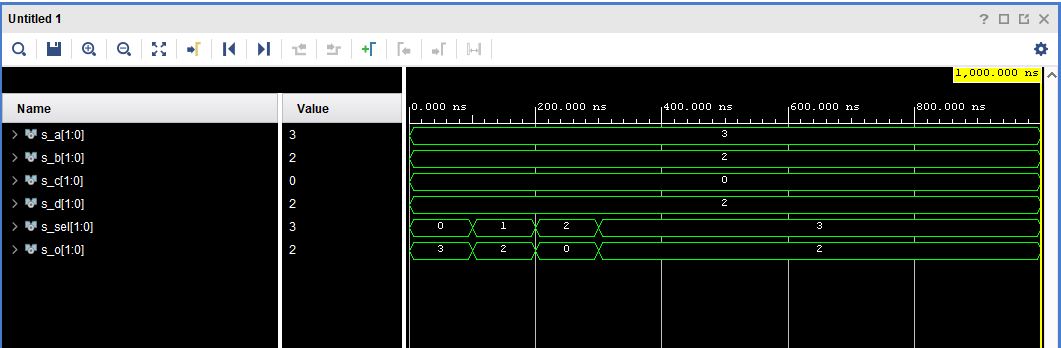 Untitled 1
1,000.000 ns
Name Value
0.000 ns 200.000 ns 400.000 ns 600.000 ns 800.000 ns
s_a[1:0] 3 3
s_b[1:0] 2 2
s_c[1:0] 0 0
s_d[1:0] 2 2
s_sel[1:0] 3 0 1 2 3
s_o[1:0] 2 3 2 0 2